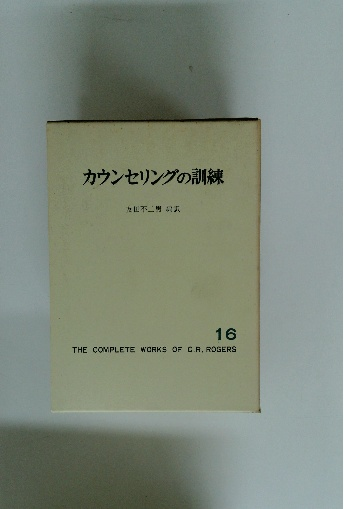 カウンセリングの訓練
友田不二男 編訳
16
THE COMPLETE WORKS OF C.R. ROGERS